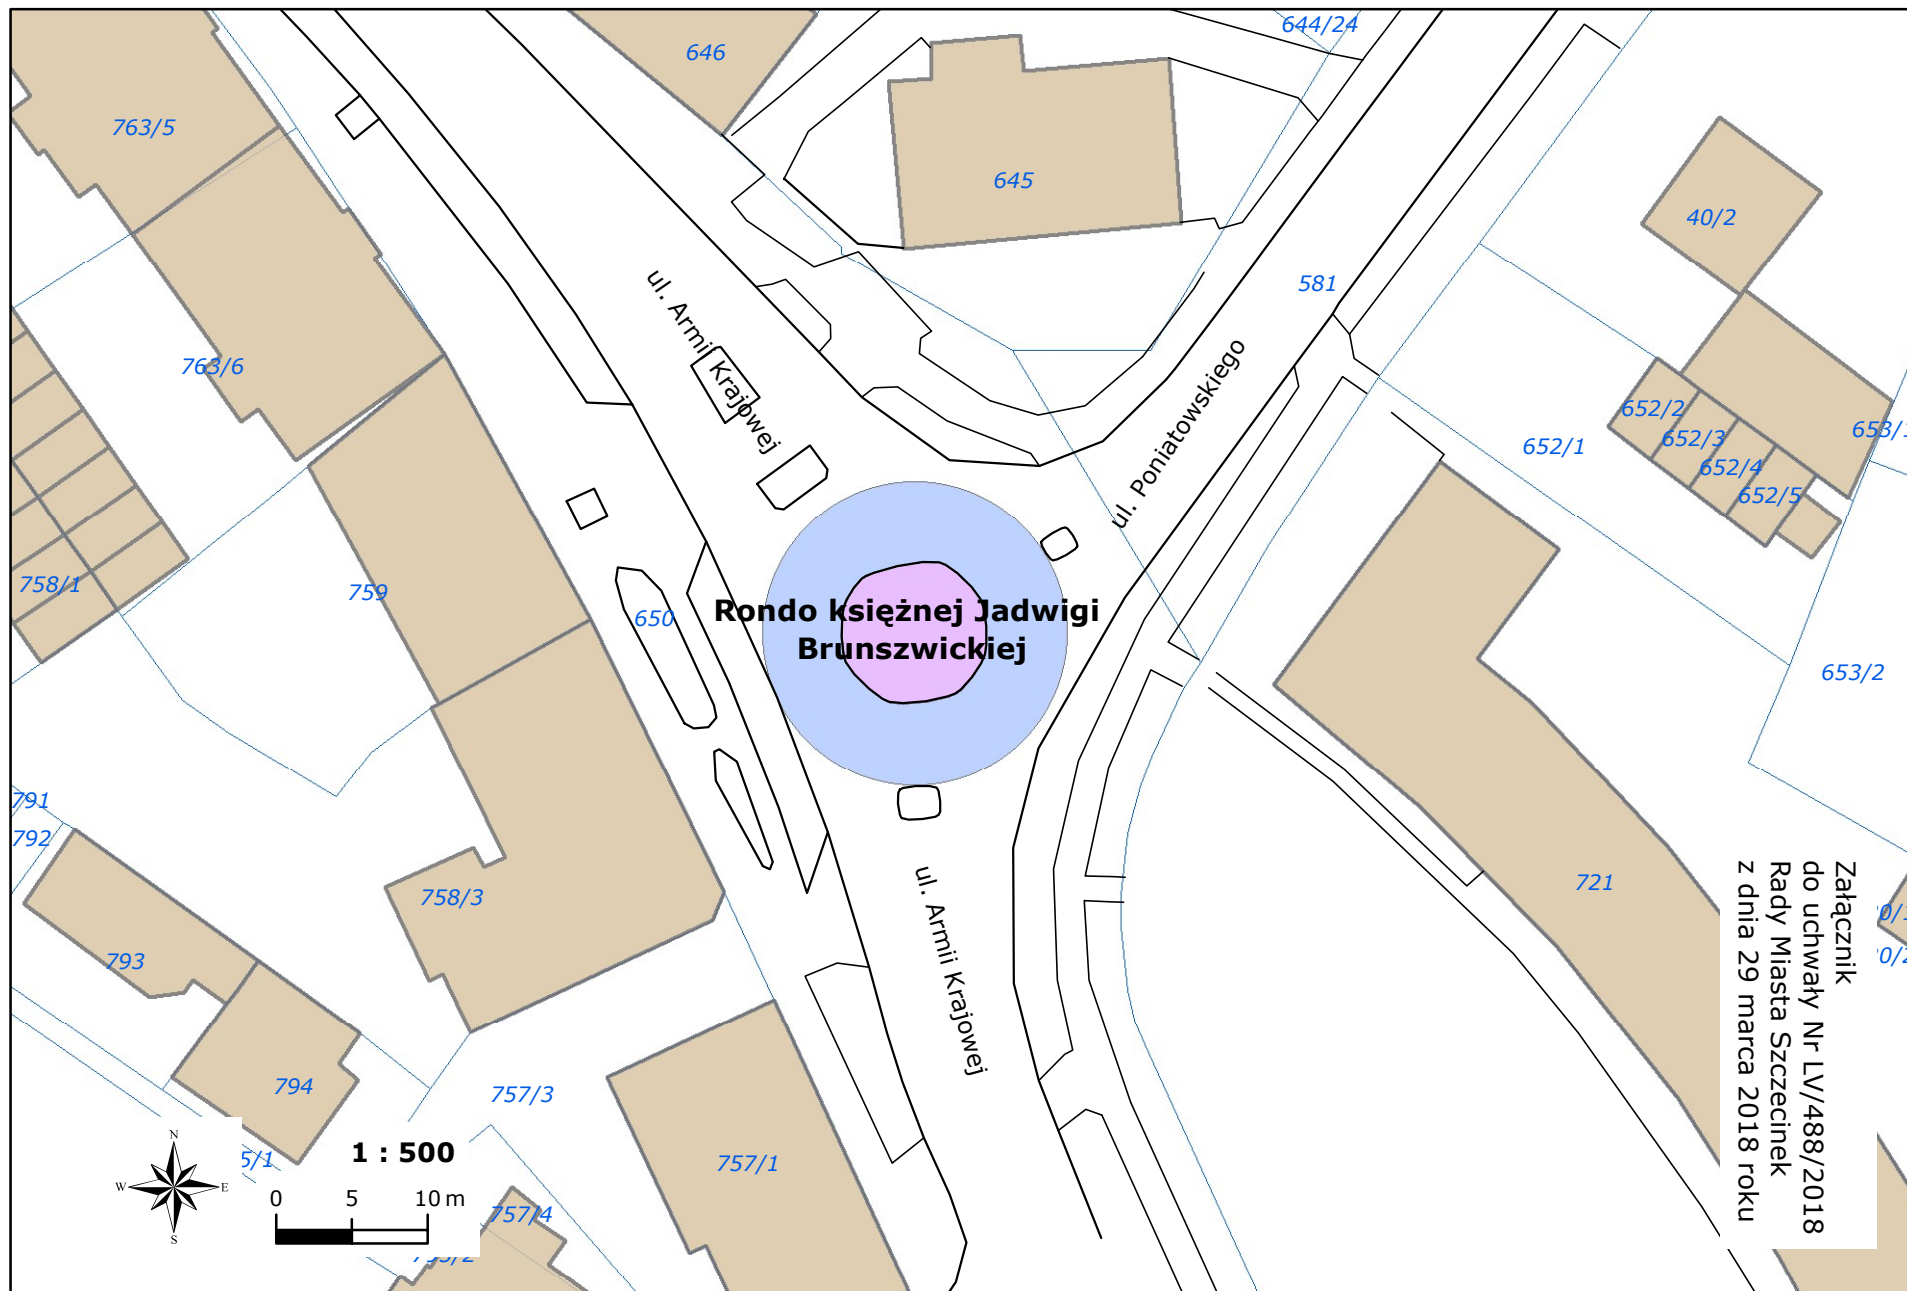 644/24
646
763/5
645
40/2
581
ul. Armii Krajowej
763/6
ul. Poniatowskiego
652/2
652/3
652/4
652/5
652/1
758/1
759
650
Rondo księżnej Jadwigi
Brunszwickiej
653/2
791
792
758/3
ul. Armii Krajowej
721
793
794
757/3
757/1
757/4
Załącznik
do uchwały Nr LV/488/2018
Rady Miasta Szczecinek
z dnia 29 marca 2018 roku
1 : 500
N
W
E
S
0 5 10 m